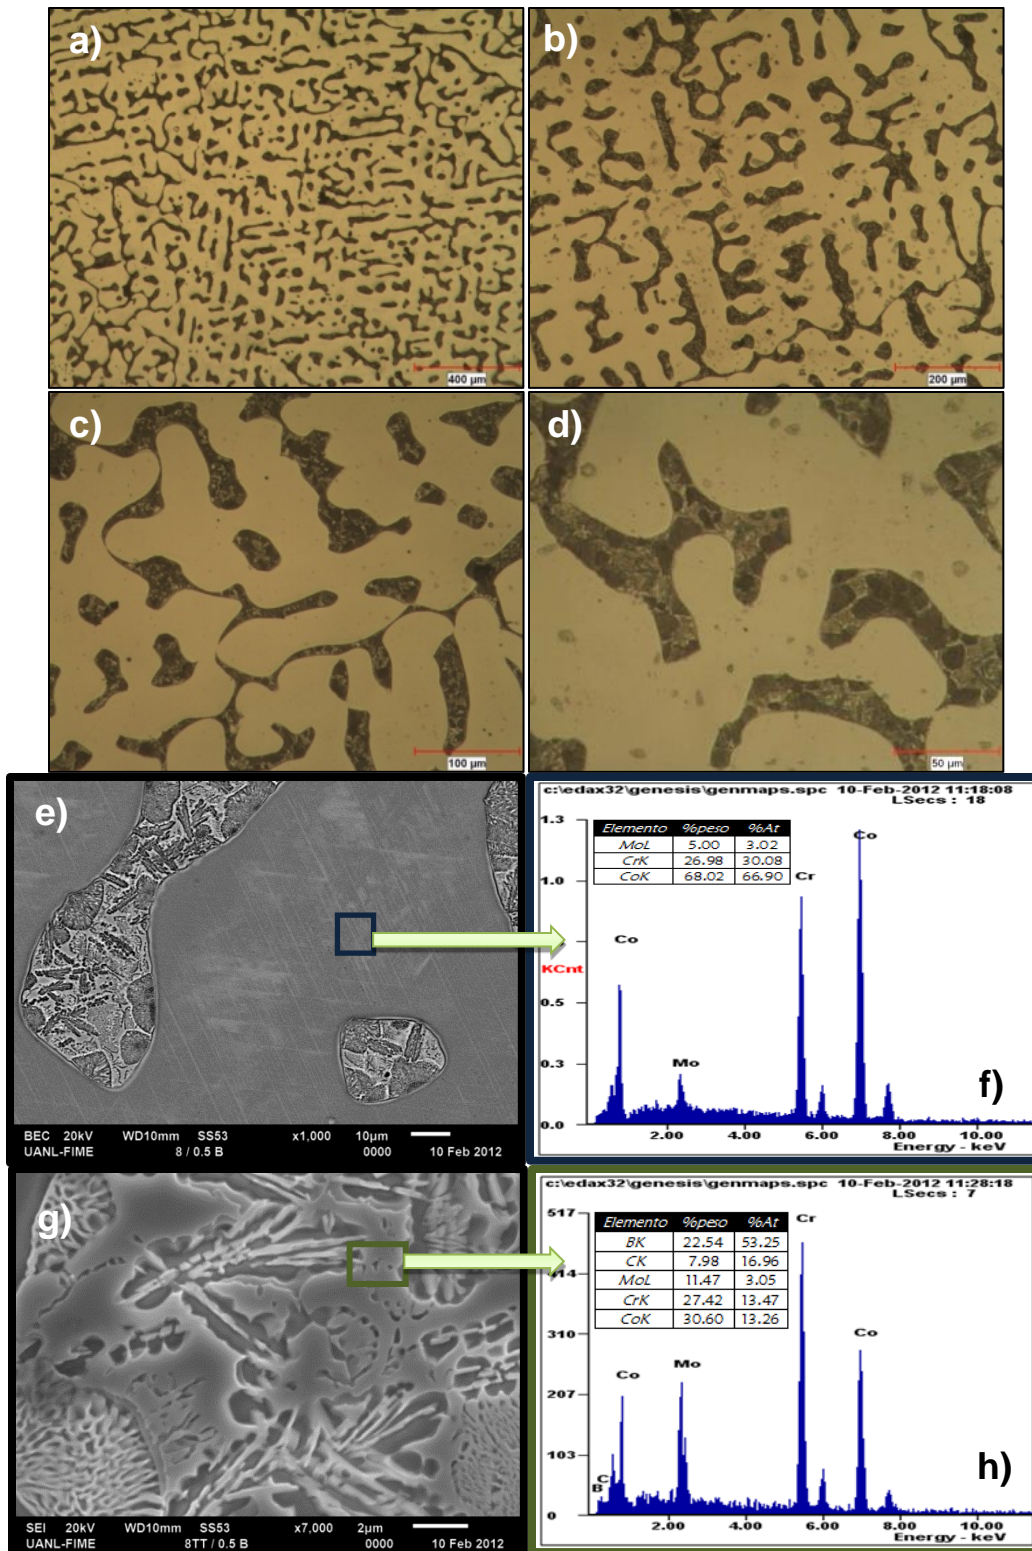 a)
b)
400 µm
200 µm
c)
d)
100 µm
50 µm
e)
BEC 20kV WD10mm SS53 x1,000 10µm
UANL-FIME 8 / 0.5 B 0000 10 Feb 2012
c:\edax32\genesis\genmaps.spc 10-Feb-2012 11:18:08
LSecs : 18
1.3
1.0
KCnt
0.5
0.3
0.0
Elemento %peso %At
MoL 5.00 3.02
CrK 26.98 30.08
CoK 68.02 66.90
Co
Cr
Co
Mo
f)
2.00 4.00 6.00 8.00 10.00
Energy - keV
g)
SEI 20kV WD10mm SS53 x7,000 2µm
UANL-FIME 8TT / 0.5 B 0000 10 Feb 2012
c:\edax32\genesis\genmaps.spc 10-Feb-2012 11:28:18
LSecs : 7
517
414
310
207
103
0
Elemento %peso %At
BK 22.54 53.25
CK 7.98 16.96
MoL 11.47 3.05
CrK 27.42 13.47
CoK 30.60 13.26
Cr
Co
Mo
Co
C
B
h)
2.00 4.00 6.00 8.00 10.00
Energy - keV